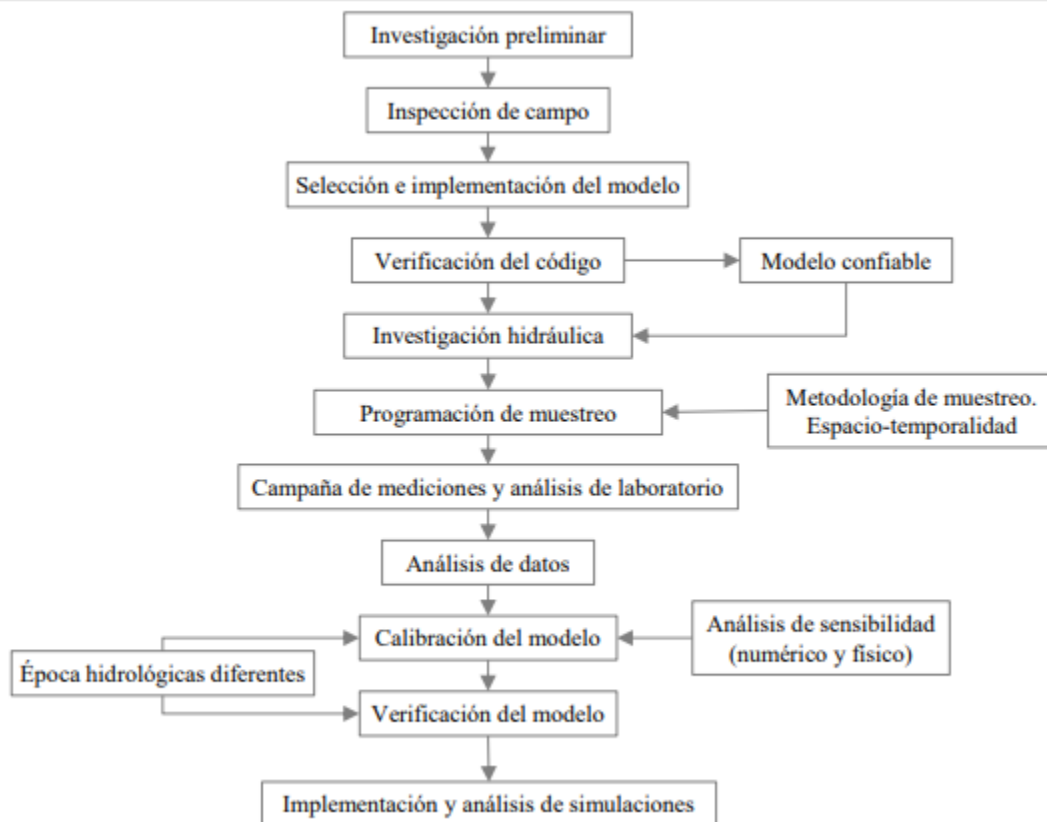 Investigación preliminar
Inspección de campo
Selección e implementación del modelo
Verificación del código
Modelo confiable
Investigación hidráulica
Programación de muestreo
Metodología de muestreo.
Espacio-temporalidad
Campaña de mediciones y análisis de laboratorio
Análisis de datos
Calibración del modelo
Análisis de sensibilidad
(numérico y físico)
Época hidrológicas diferentes
Verificación del modelo
Implementación y análisis de simulaciones